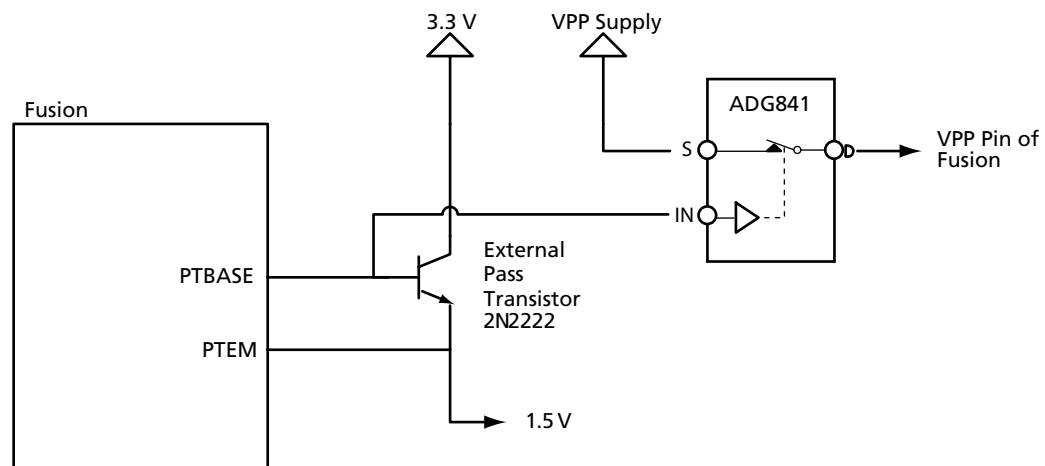 3.3 V
VPP Supply
ADG841
Fusion
S
D
VPP Pin of
Fusion
IN
PTBASE
External
Pass
Transistor
2N2222
PTEM
1.5 V